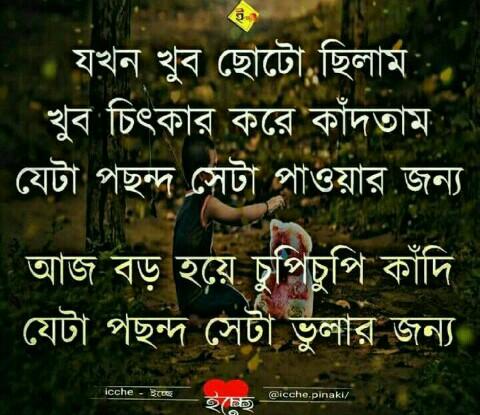 যখন খুব ছোটো ছিলাম
খুব চিৎকার করে কাঁদতাম
যেটা পছন্দ সেটা পাওয়ার জন্য
আজ বড় হয়ে চুপিচুপি কাঁদি
যেটা পছন্দ সেটা ভুলার জন্য
icche - ইচ্ছে
@icche.pinaki/
ইচ্ছে